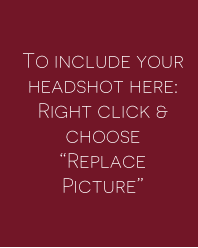 To include your
headshot here:
Right click &
choose
“Replace
Picture”